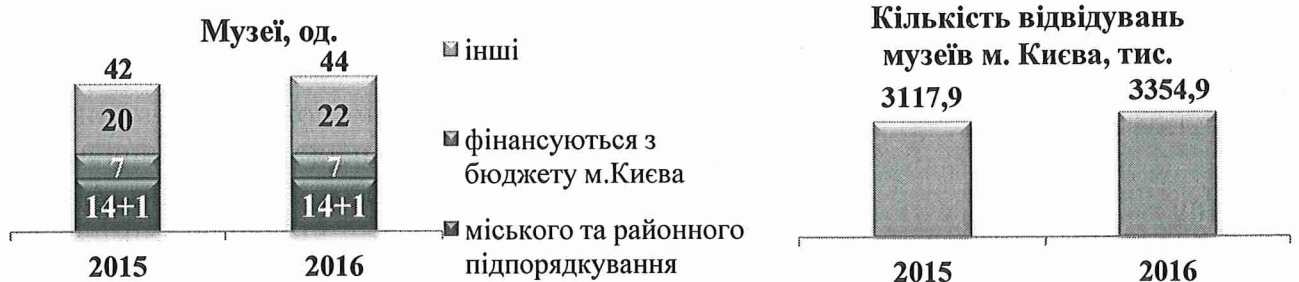 Музеї, од.
42
44
20
22
7
7
14+1
14+1
2015
2016
інші
фінансуються з
бюджету м.Києва
міського та районного
підпорядкування
Кількість відвідувань
музеїв м. Києва, тис.
3117,9
3354,9
2015
2016